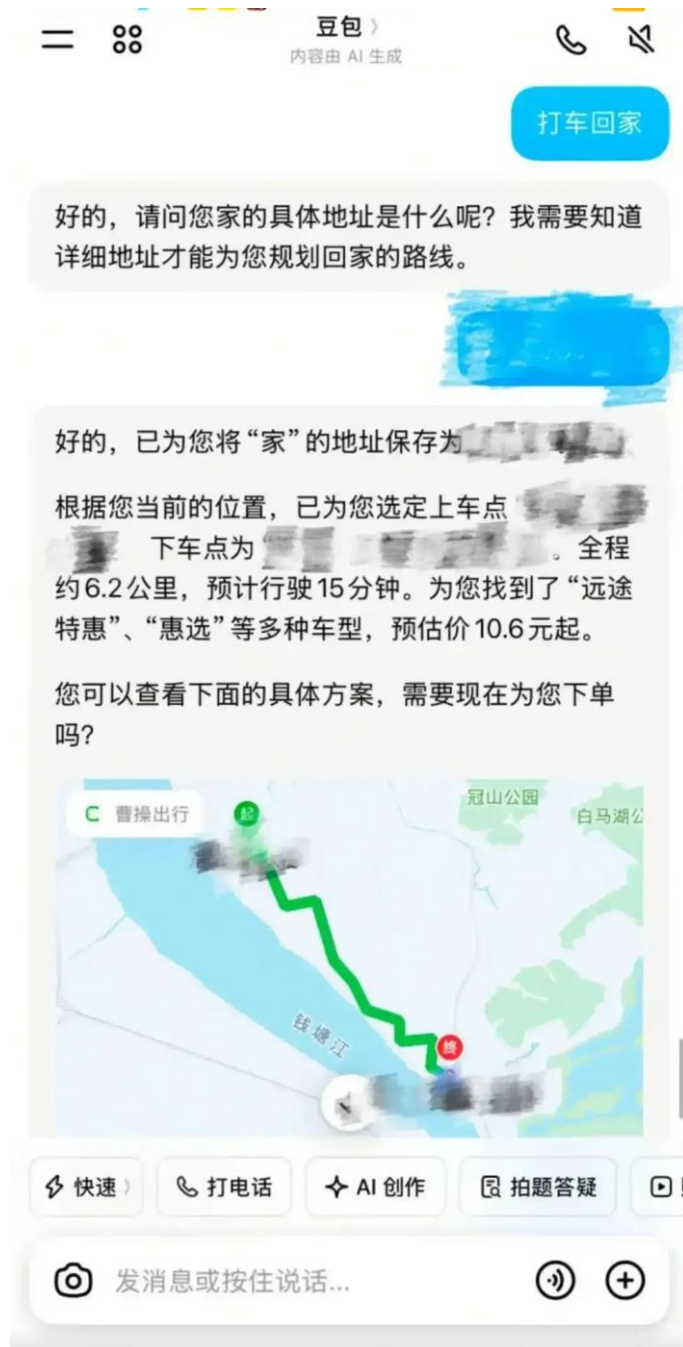 豆包
内容由 AI 生成
打车回家
好的，请问您家的具体地址是什么呢？我需要知道
详细地址才能为您规划回家的路线。
好的，已为您将“家”的地址保存为
根据您当前的位置，已为您选定上车点
下车点为 。全程
约6.2公里，预计行驶15分钟。为您找到了“远途
特惠”、“惠选”等多种车型，预估价10.6元起。
您可以查看下面的具体方案，需要现在为您下单
吗？
冠山公园
C 曹操出行
起
白马湖公
钱塘江
终
快速
打电话
AI 创作
拍题答疑
发消息或按住说话...